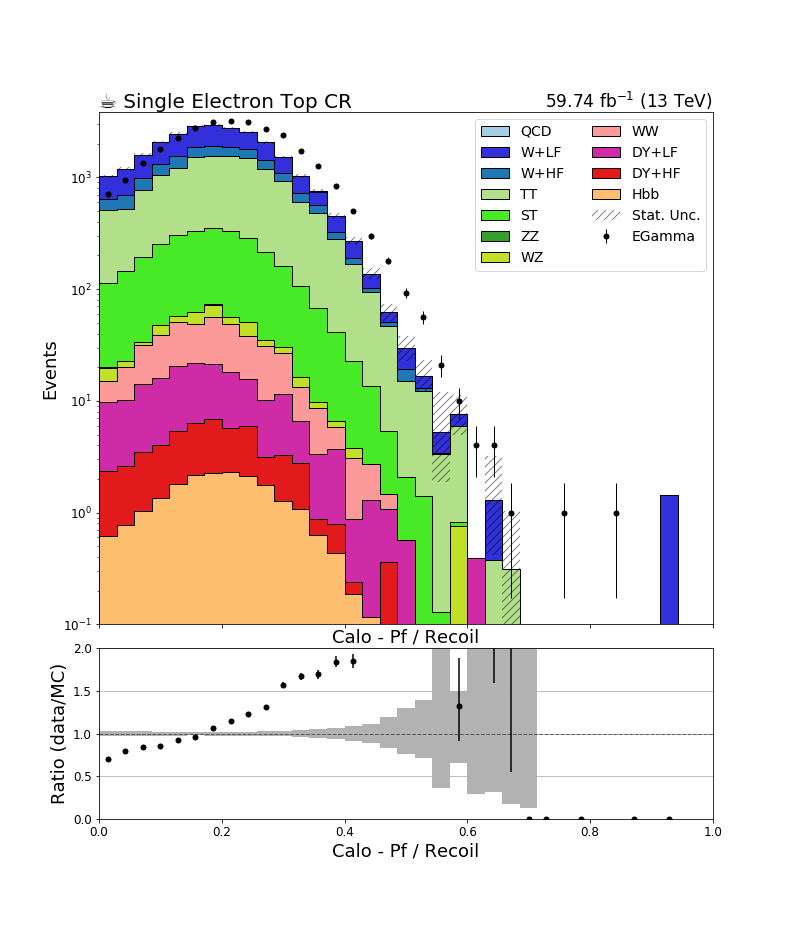 ☕ Single Electron Top CR
59.74 fb⁻¹ (13 TeV)
QCD
W+LF
W+HF
TT
ST
ZZ
WZ
WW
DY+LF
DY+HF
Hbb
Stat. Unc.
EGamma
Events
10³
10²
10¹
10⁰
10⁻¹
Calo - Pf / Recoil
Ratio (data/MC)
2.0
1.5
1.0
0.5
0.0
0.0 0.2 0.4 0.6 0.8 1.0
Calo - Pf / Recoil